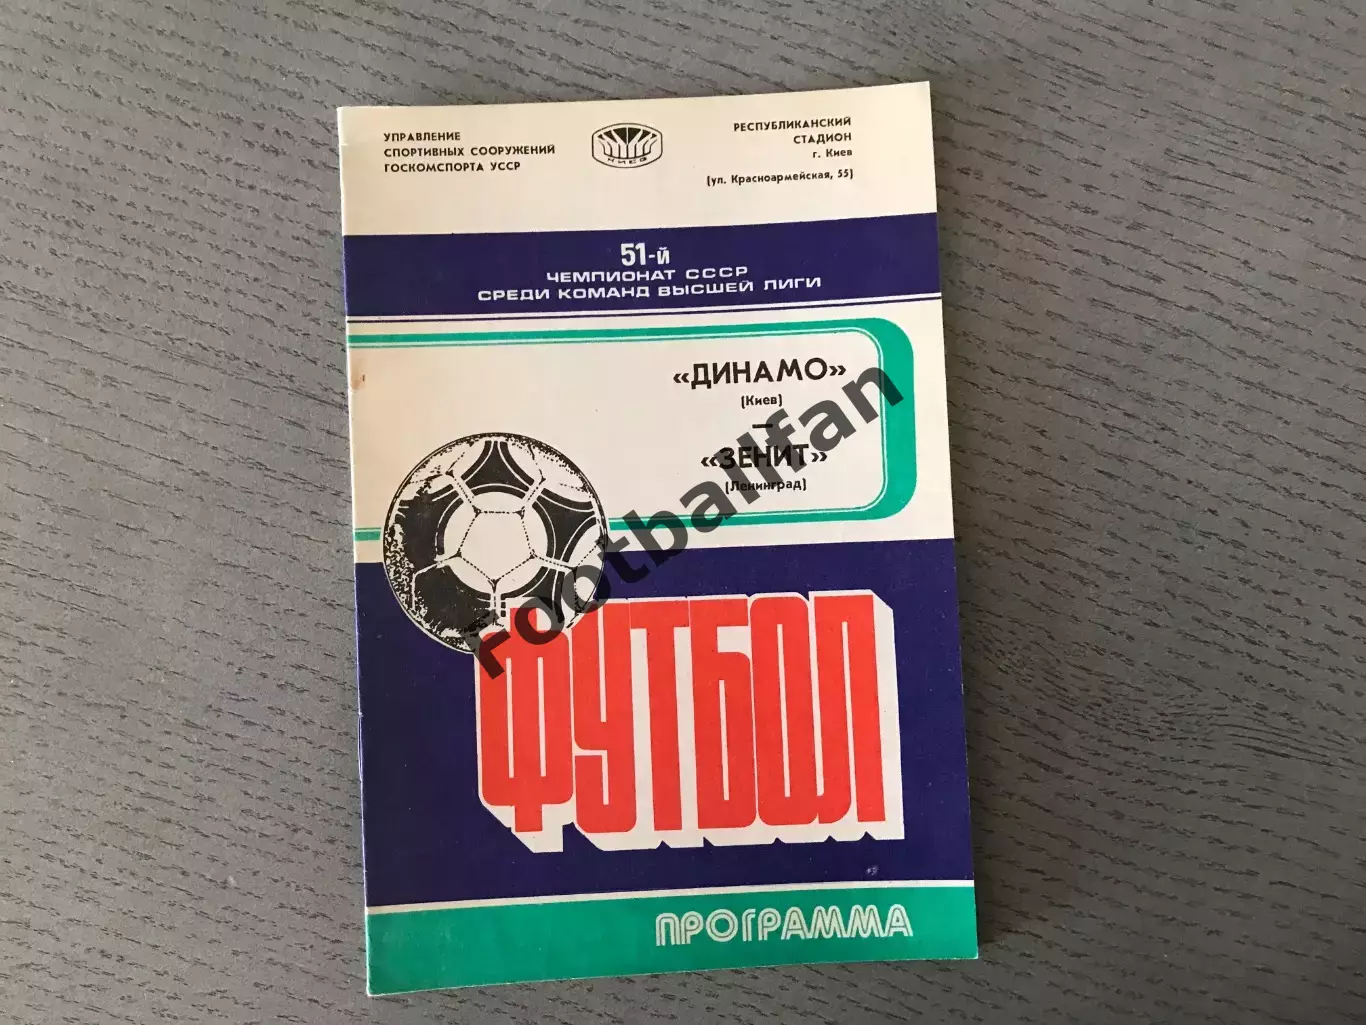 УПРАВЛЕНИЕ
СПОРТИВНЫХ СООРУЖЕНИЙ
ГОСКОМСПОРТА УССР
КИЕВ
РЕСПУБЛИКАНСКИЙ
СТАДИОН
г. Киев
(ул. Красноармейская, 55)
51-й
ЧЕМПИОНАТ СССР
СРЕДИ КОМАНД ВЫСШЕЙ ЛИГИ
«ДИНАМО»
(Киев)
—
«ЗЕНИТ»
(Ленинград)
Footballfan
ФУТБОЛ
ПРОГРАММА